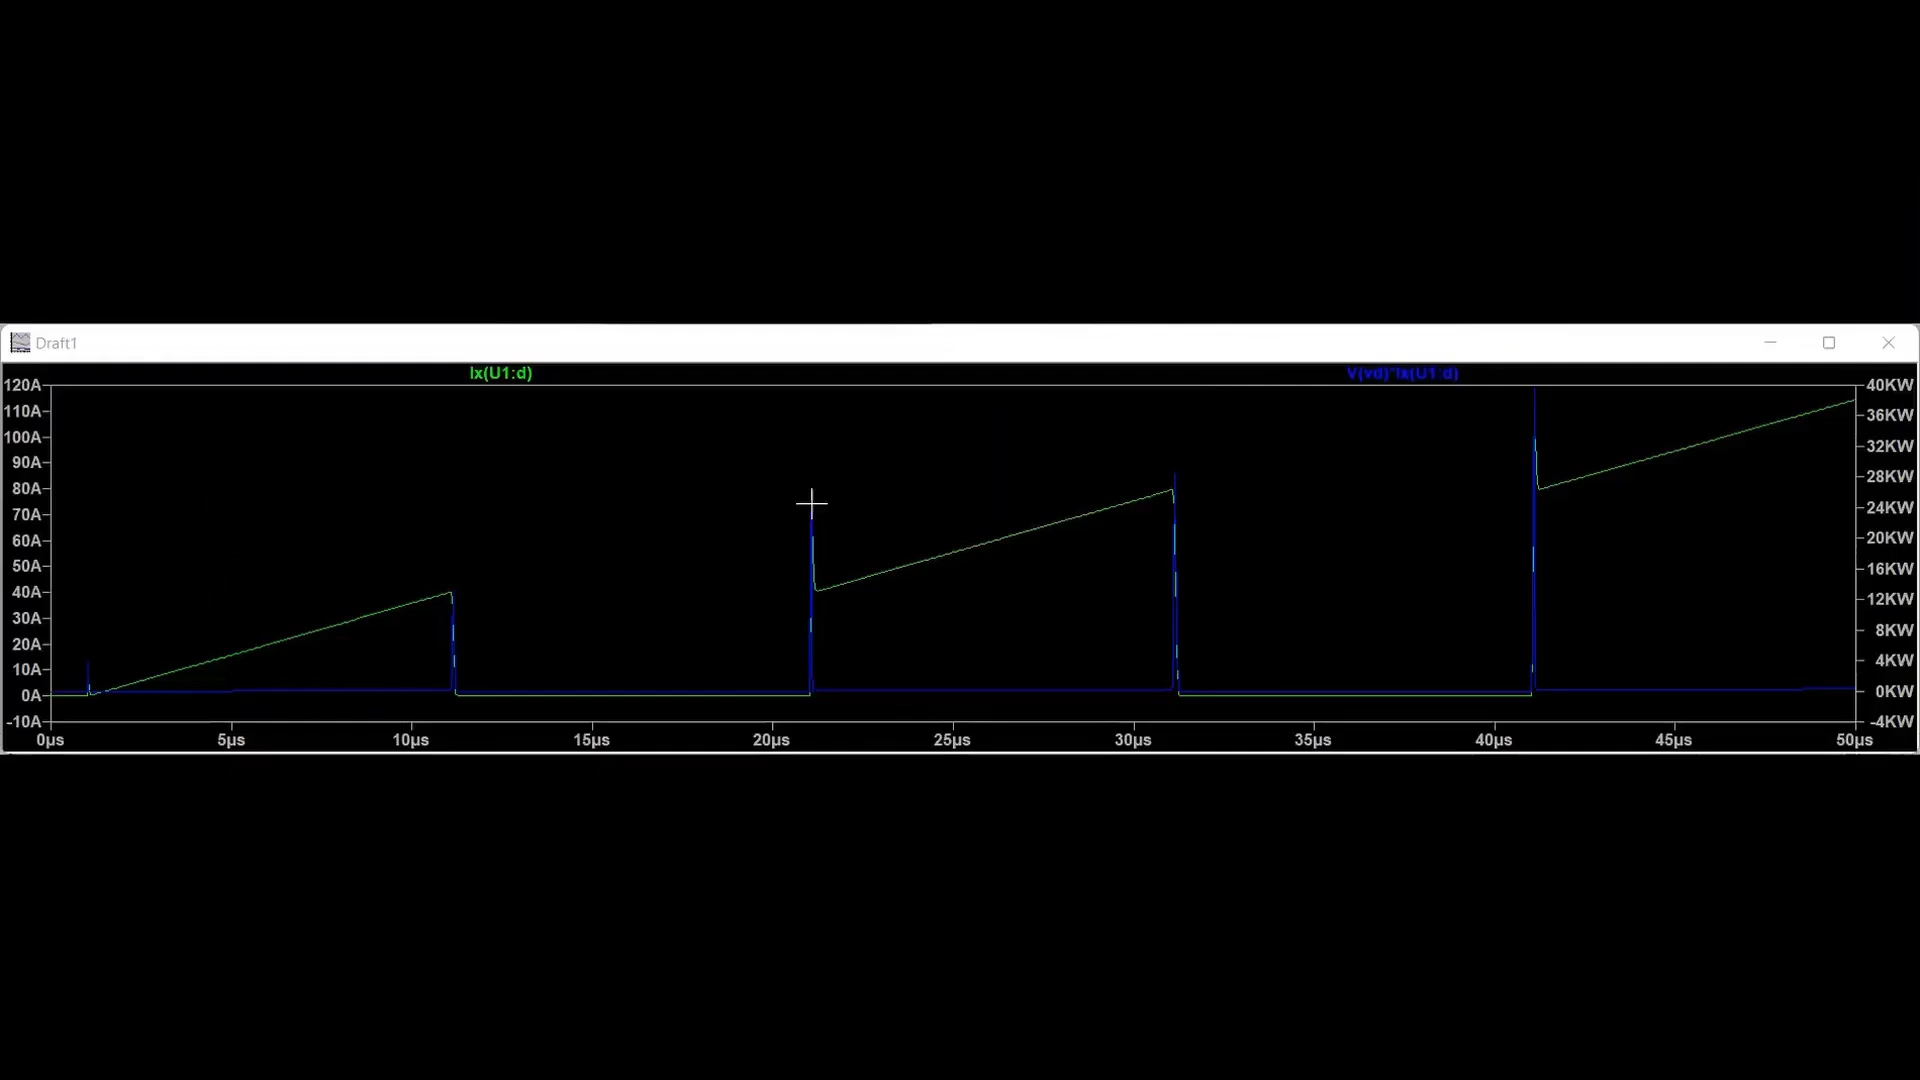 Draft1
Ix(U1:d) V(vd)*Ix(U1:d)
120A 40KW
110A 36KW
100A 32KW
90A 28KW
80A 24KW
70A 20KW
60A 16KW
50A 12KW
40A 8KW
30A 4KW
20A 0KW
10A -4KW
0A
-10A
0µs 5µs 10µs 15µs 20µs 25µs 30µs 35µs 40µs 45µs 50µs